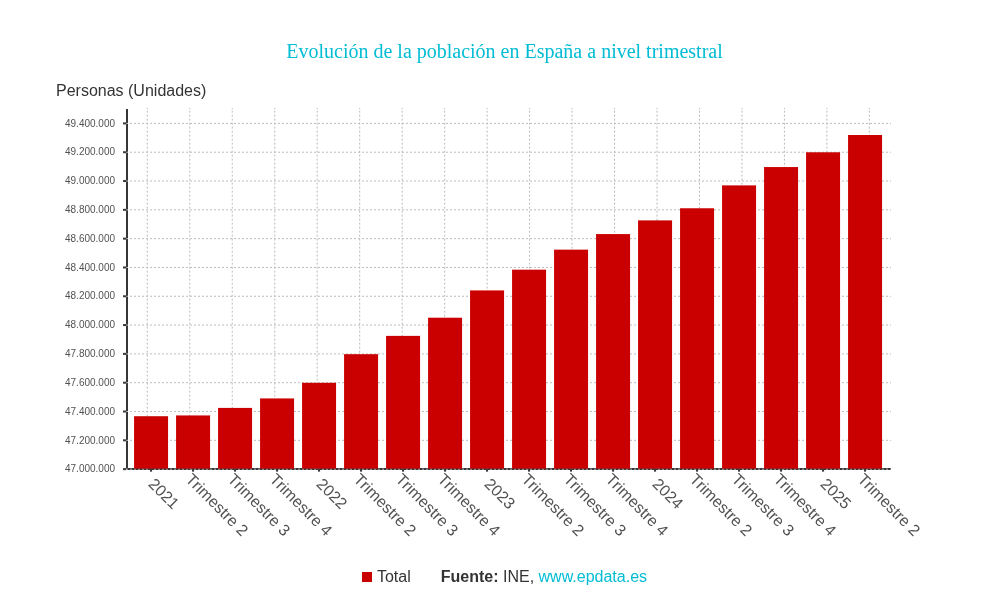 Evolución de la población en España a nivel trimestral
Personas (Unidades)
49.400.000
49.200.000
49.000.000
48.800.000
48.600.000
48.400.000
48.200.000
48.000.000
47.800.000
47.600.000
47.400.000
47.200.000
47.000.000
2021
Trimestre 2
Trimestre 3
Trimestre 4
2022
Trimestre 2
Trimestre 3
Trimestre 4
2023
Trimestre 2
Trimestre 3
Trimestre 4
2024
Trimestre 2
Trimestre 3
Trimestre 4
2025
Trimestre 2
Total Fuente: INE, www.epdata.es